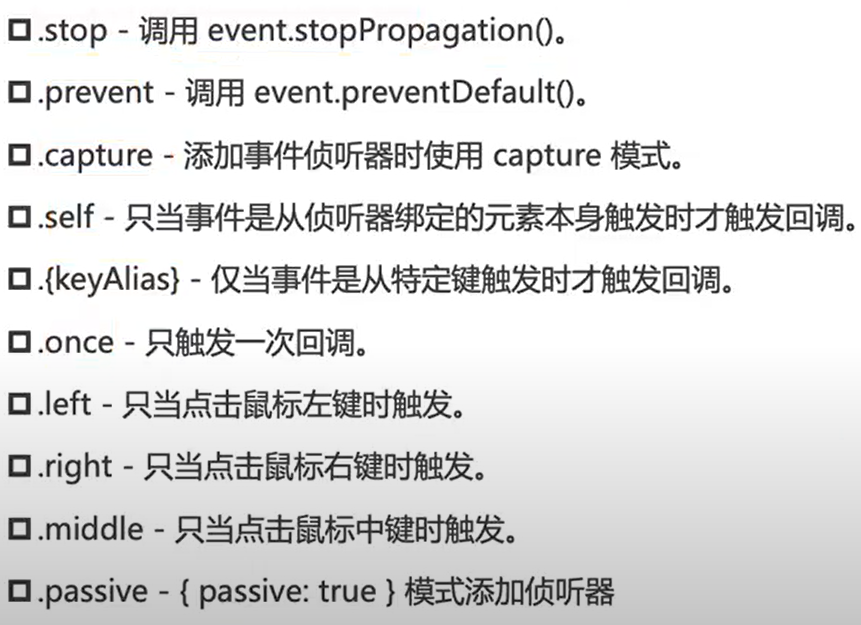 .stop - 调用 event.stopPropagation()。
.prevent - 调用 event.preventDefault()。
.capture - 添加事件侦听器时使用 capture 模式。
.self - 只当事件是从侦听器绑定的元素本身触发时才触发回调。
.{keyAlias} - 仅当事件是从特定键触发时才触发回调。
.once - 只触发一次回调。
.left - 只当点击鼠标左键时触发。
.right - 只当点击鼠标右键时触发。
.middle - 只当点击鼠标中键时触发。
.passive - { passive: true } 模式添加侦听器